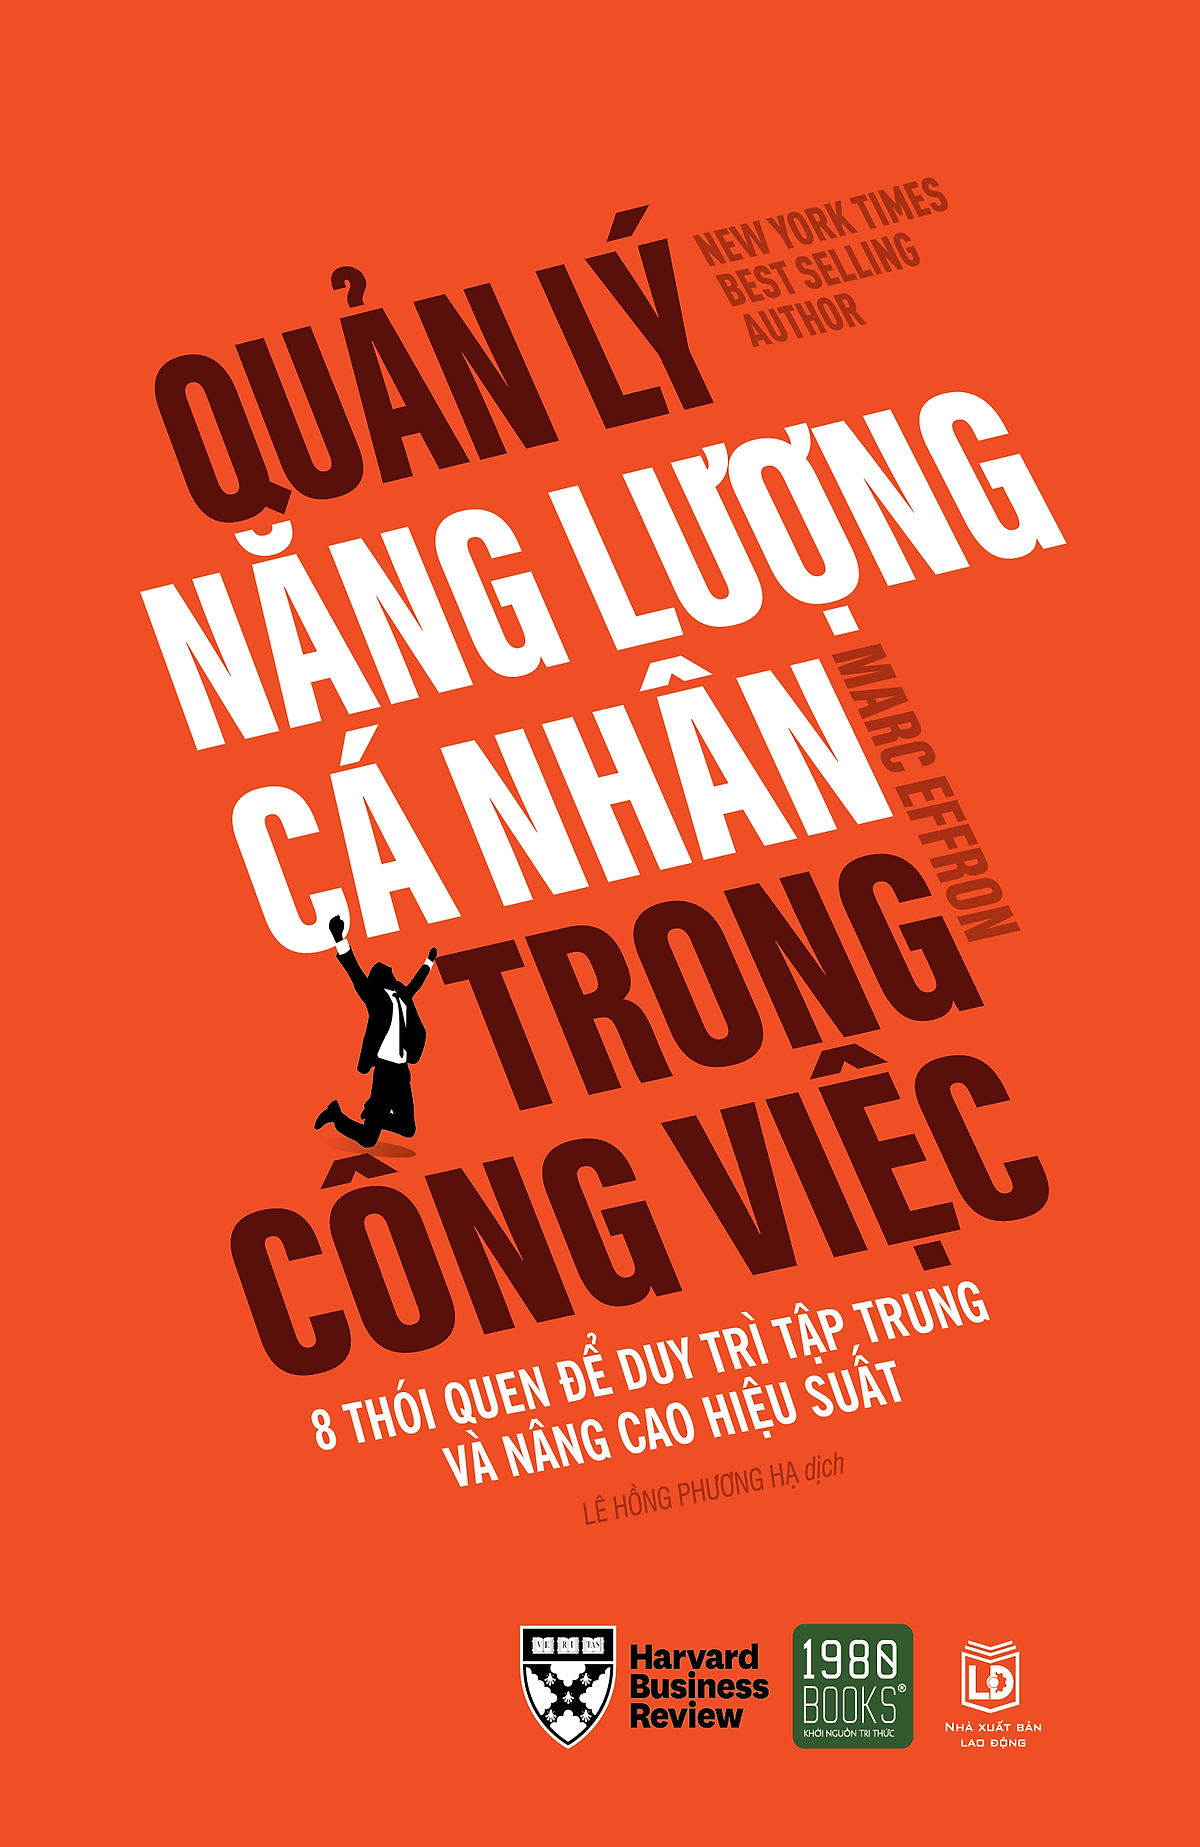 QUẢN LÝ
NEW YORK TIMES
BEST SELLING
AUTHOR
NĂNG LƯỢNG
CÁ NHÂN
MARC EFFRON
TRONG
CÔNG VIỆC
8 THÓI QUEN ĐỂ DUY TRÌ TẬP TRUNG
VÀ NÂNG CAO HIỆU SUẤT
LÊ HỒNG PHƯƠNG HẠ dịch
VE RI TAS
Harvard
Business
Review
1980
BOOKS®
KHƠI NGUỒN TRI THỨC
LD
NHÀ XUẤT BẢN
LAO ĐỘNG